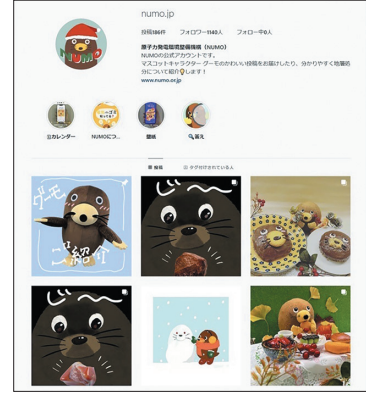 numo.jp
投稿186件 フォロワー1140人 フォロー中0人
原子力発電環境整備機構（NUMO）
NUMOの公式アカウントです。
マスコットキャラクター グーモのかわいい投稿をお届けしたり、分かりやすく地層処
分について紹介💡します！
www.numo.or.jp
NUMO
🗓カレンダー NUMOにつ... 壁紙 🔍答え
投稿 タグ付けされている人
グーモ
ご紹介
じ〜
じ〜